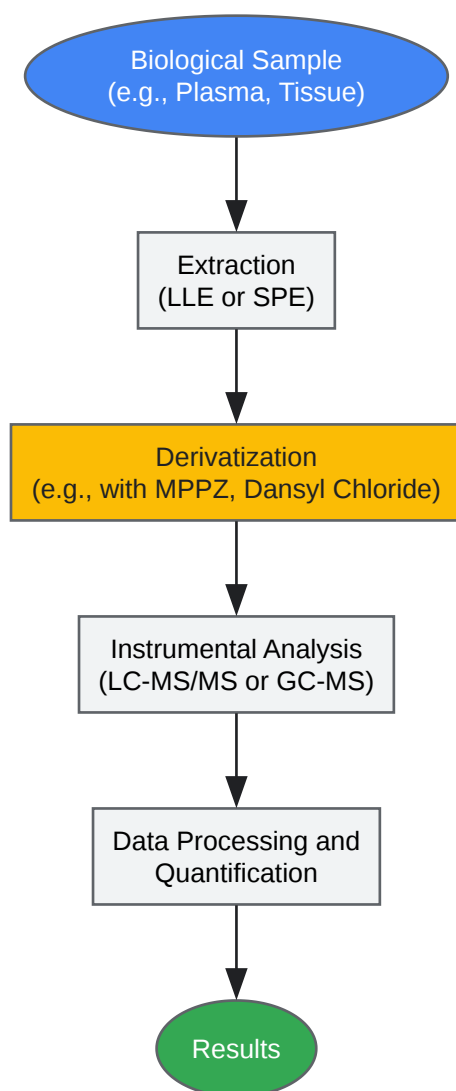 Biological Sample
(e.g., Plasma, Tissue)
Extraction
(LLE or SPE)
Derivatization
(e.g., with MPPZ, Dansyl Chloride)
Instrumental Analysis
(LC-MS/MS or GC-MS)
Data Processing and
Quantification
Results